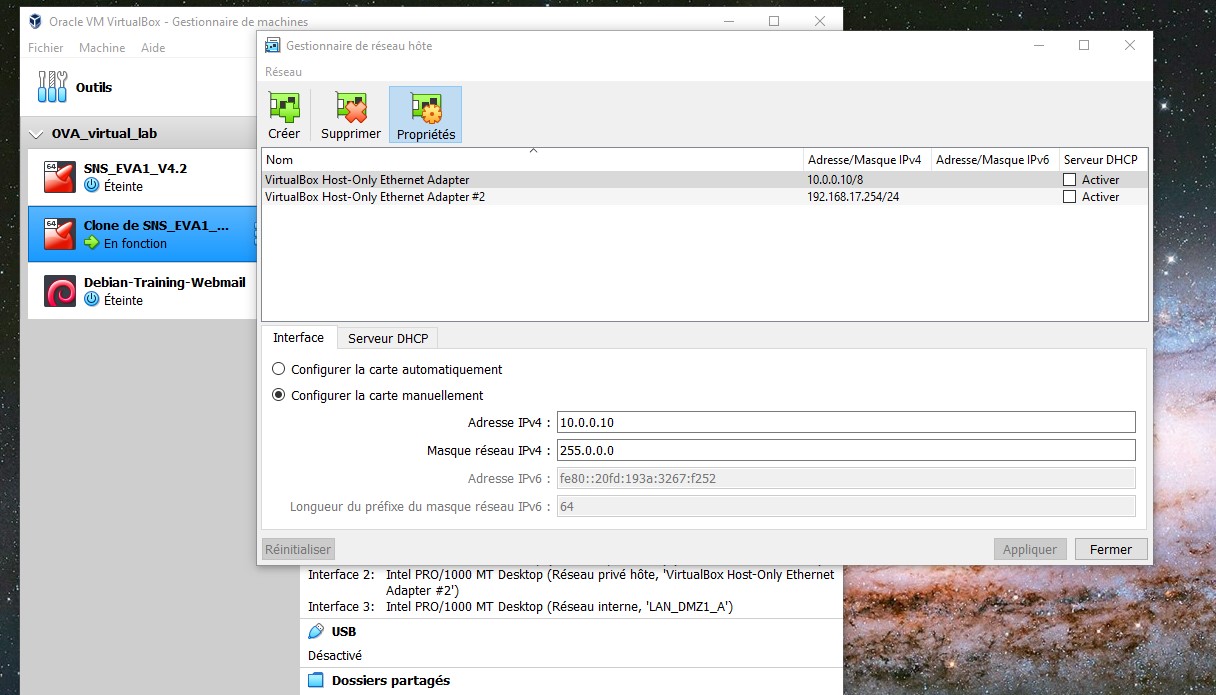 Oracle VM VirtualBox - Gestionnaire de machines
Fichier Machine Aide
Outils
OVA_virtual_lab
64
SNS_EVA1_V4.2
Éteinte
64
Clone de SNS_EVA1_...
En fonction
Debian-Training-Webmail
Éteinte
Gestionnaire de réseau hôte
Réseau
Créer Supprimer Propriétés
Nom Adresse/Masque IPv4 Adresse/Masque IPv6 Serveur DHCP
VirtualBox Host-Only Ethernet Adapter 10.0.0.10/8 Activer
VirtualBox Host-Only Ethernet Adapter #2 192.168.17.254/24 Activer
Interface Serveur DHCP
Configurer la carte automatiquement
Configurer la carte manuellement
Adresse IPv4 : 10.0.0.10
Masque réseau IPv4 : 255.0.0.0
Adresse IPv6 : fe80::20fd:193a:3267:f252
Longueur du préfixe du masque réseau IPv6 : 64
Réinitialiser Appliquer Fermer
Interface 2: Intel PRO/1000 MT Desktop (Réseau privé hôte, 'VirtualBox Host-Only Ethernet
Adapter #2')
Interface 3: Intel PRO/1000 MT Desktop (Réseau interne, 'LAN_DMZ1_A')
USB
Désactivé
Dossiers partagés